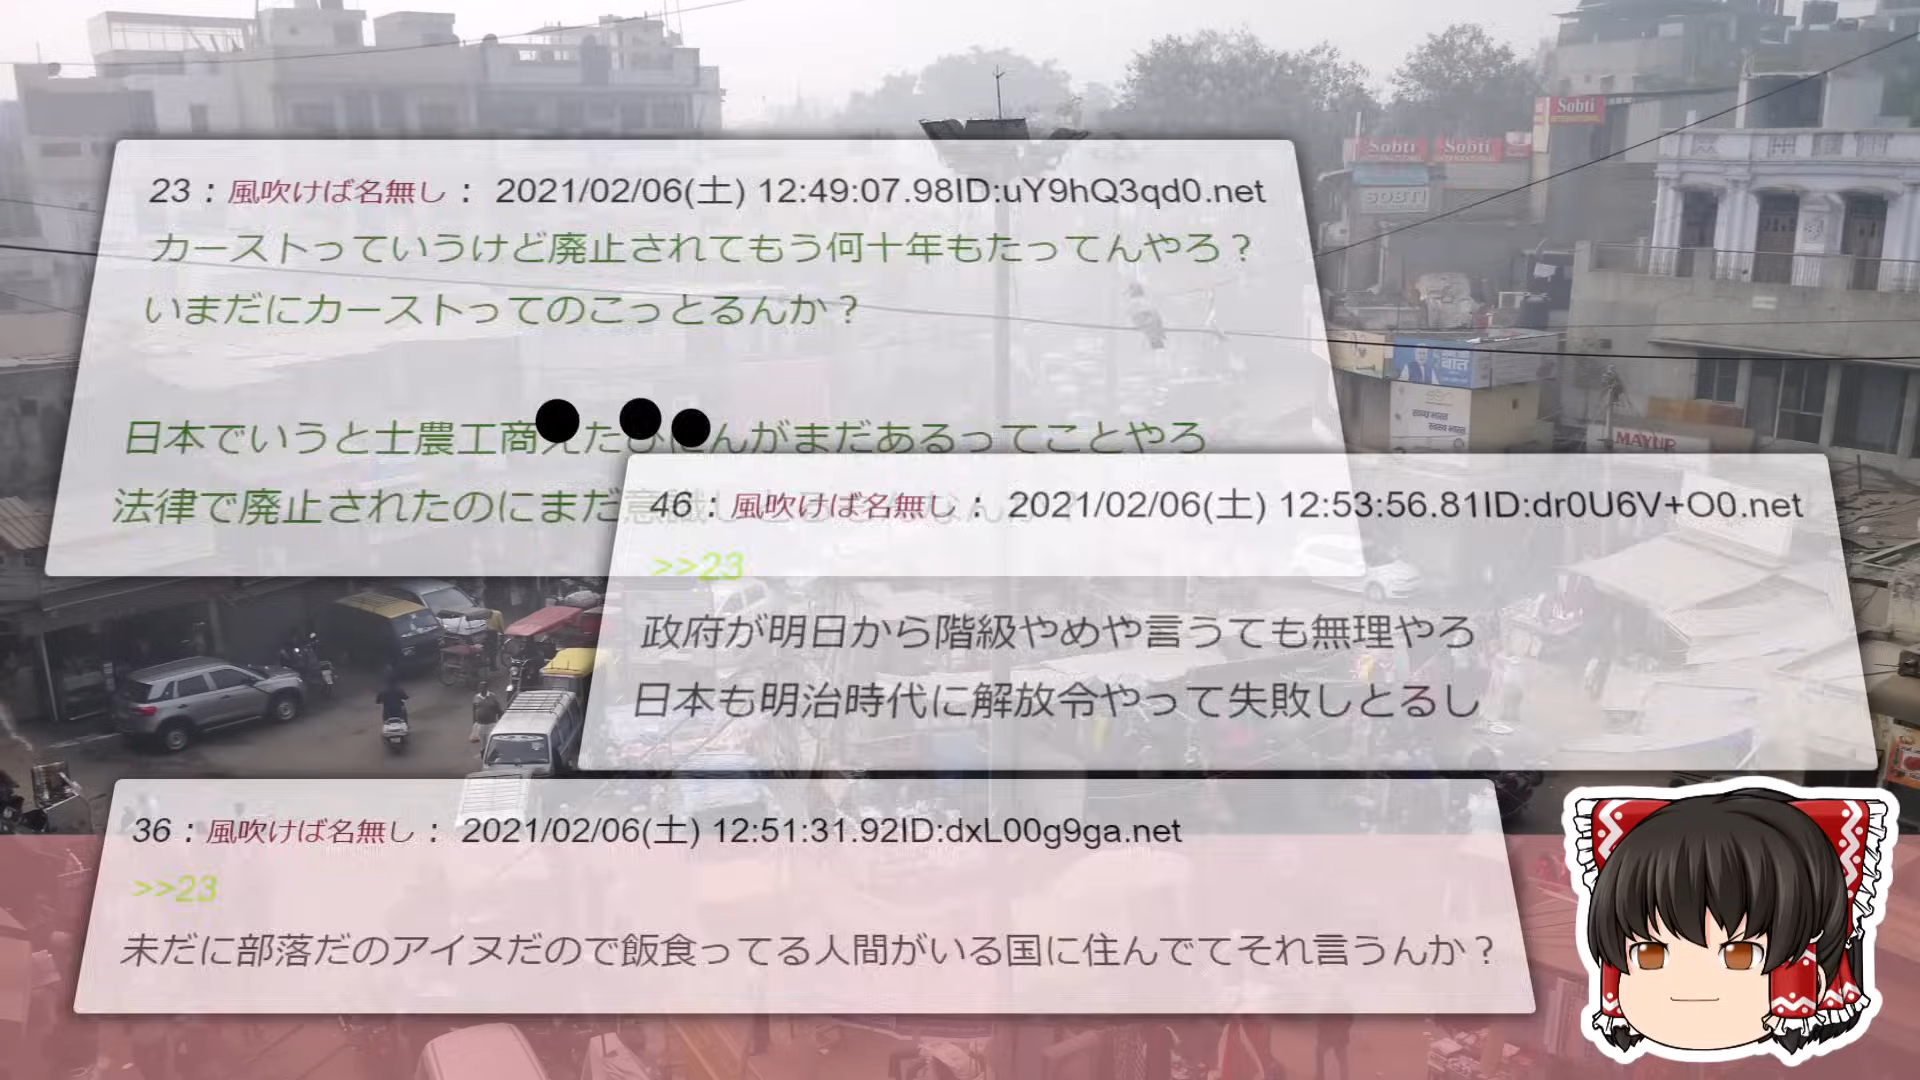 23：風吹けば名無し： 2021/02/06(土) 12:49:07.98ID:uY9hQ3qd0.net
カーストっていうけど廃止されてもう何十年もたってんやろ？
いまだにカーストってのこっとるんか？
日本でいうと士農工商えたひにんがまだあるってことやろ
法律で廃止されたのにまだ意識
46：風吹けば名無し： 2021/02/06(土) 12:53:56.81ID:dr0U6V+O0.net
>>23
政府が明日から階級やめや言うても無理やろ
日本も明治時代に解放令やって失敗しとるし
36：風吹けば名無し： 2021/02/06(土) 12:51:31.92ID:dxL00g9ga.net
>>23
未だに部落だのアイヌだので飯食ってる人間がいる国に住んでてそれ言うんか？
Sobti
Sobti
Sobti
SOBTI
MAYUR